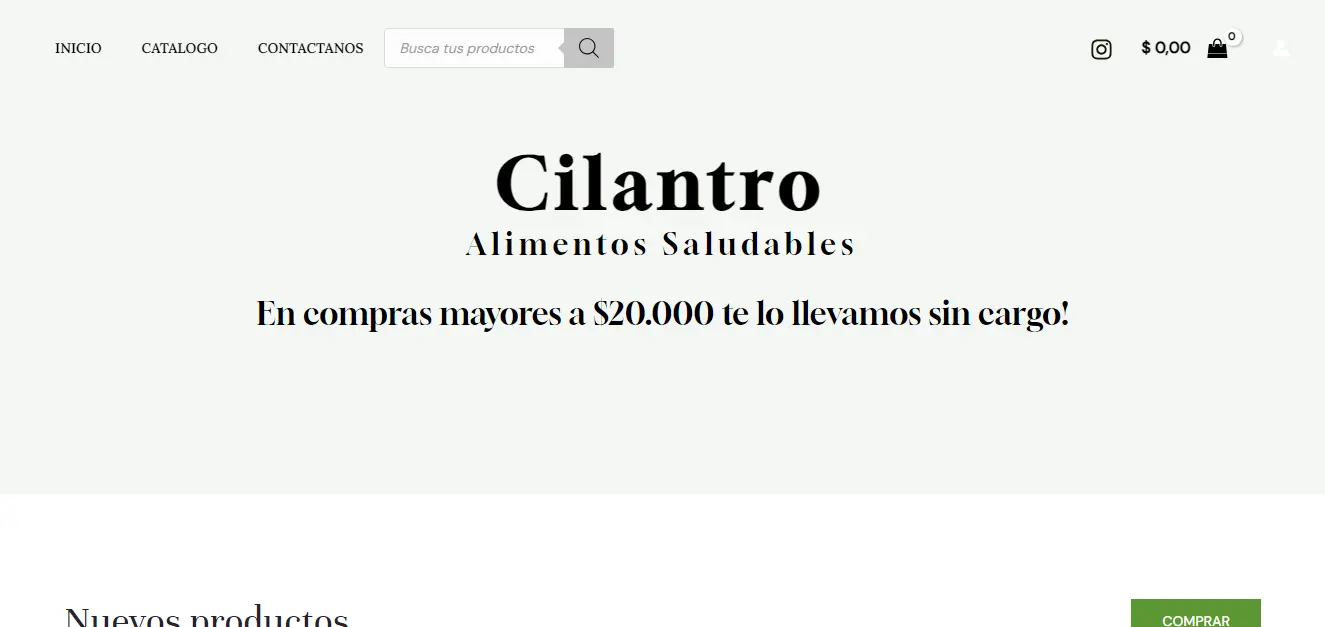 INICIO CATALOGO CONTACTANOS Busca tus productos $ 0,00 0
Cilantro
Alimentos Saludables
En compras mayores a $20.000 te lo llevamos sin cargo!
Nuevos productos COMPRAR